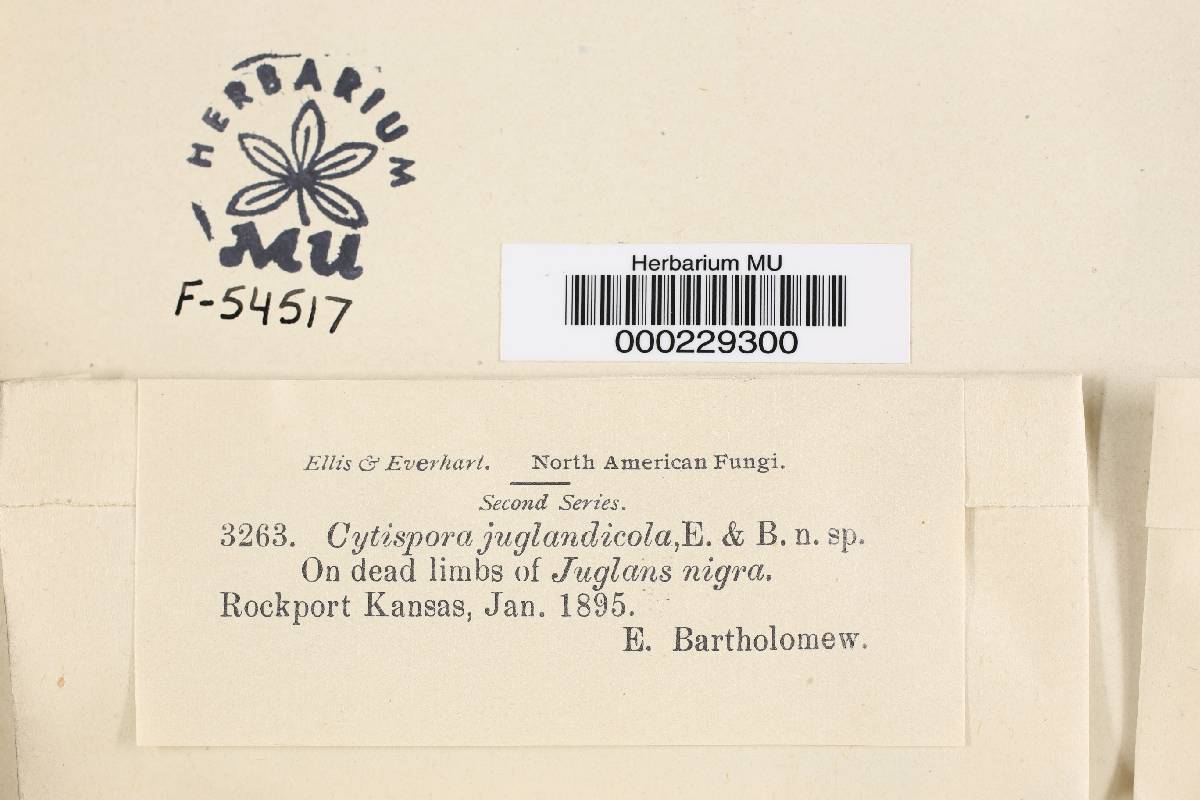 HERBARIUM
MU
F-54517
Herbarium MU
000229300
Ellis & Everhart. North American Fungi.
Second Series.
3263. Cytispora juglandicola, E. & B. n. sp.
On dead limbs of Juglans nigra.
Rockport Kansas, Jan. 1895.
E. Bartholomew.